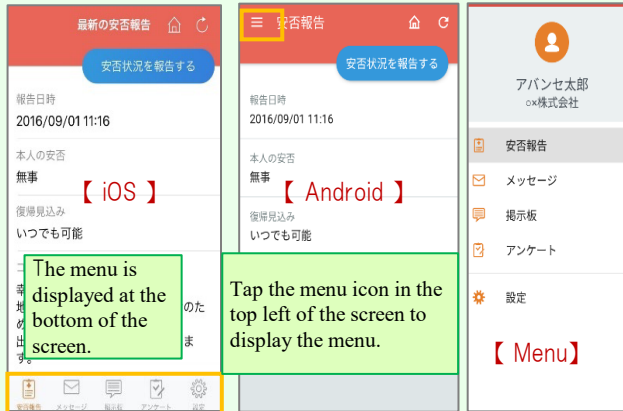 最新の安否報告
安否状況を報告する
報告日時
2016/09/01 11:16
本人の安否
無事
【 iOS 】
復帰見込み
いつでも可能
The menu is
displayed at the
bottom of the
screen.
のた
ま
す。
安否報告 メッセージ 掲示板 アンケート 設定
安否報告
安否状況を報告する
報告日時
2016/09/01 11:16
本人の安否
無事
【 Android 】
復帰見込み
いつでも可能
Tap the menu icon in the
top left of the screen to
display the menu.
アバンセ太郎
○×株式会社
安否報告
メッセージ
掲示板
アンケート
設定
【 Menu】